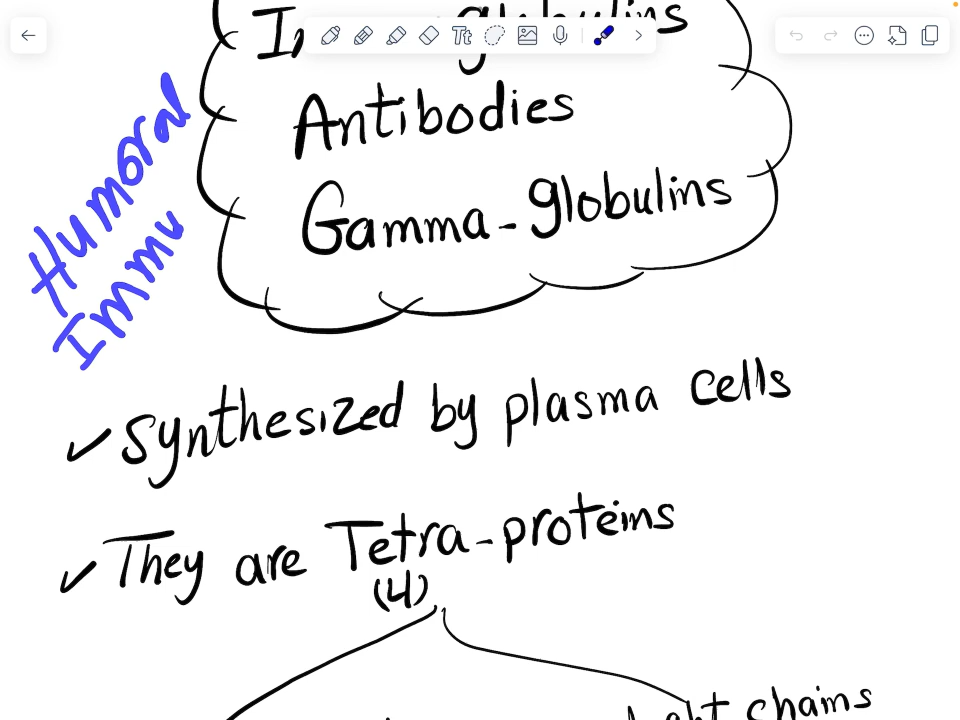 Humoral
Immu
Antibodies
Gamma-globulins
✓ Synthesized by plasma cells
✓ They are Tetra-proteins
(4)
chains